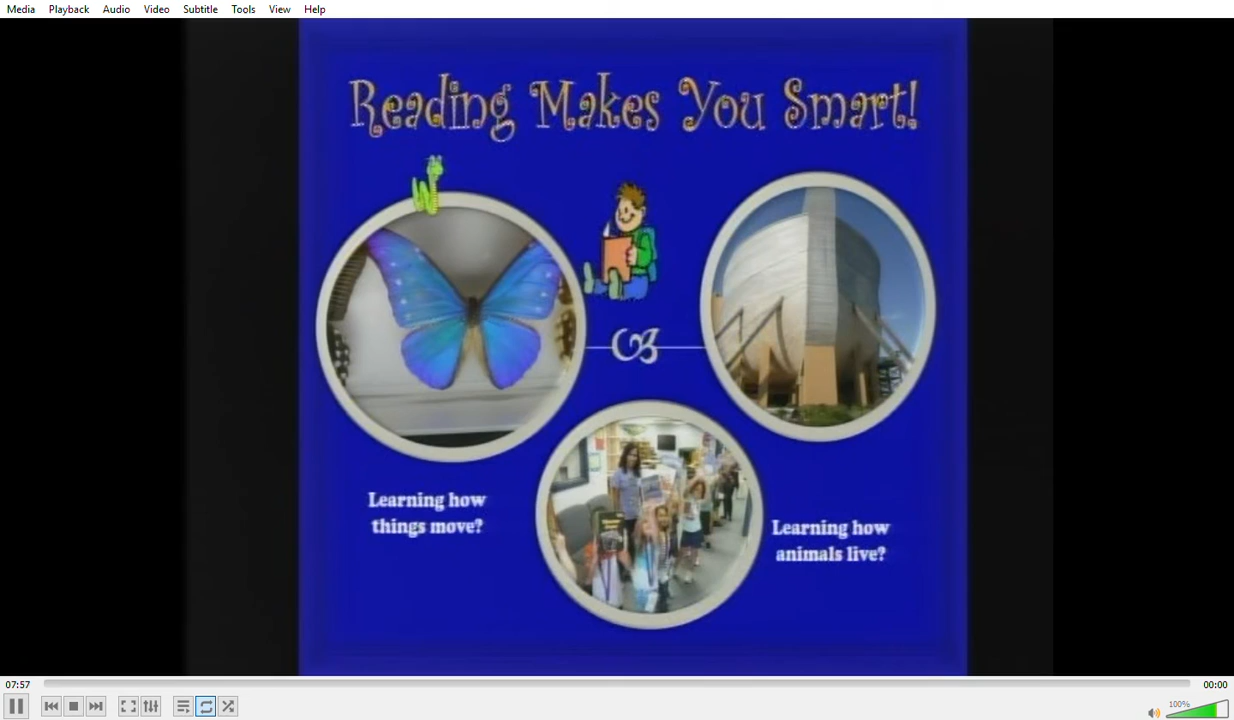 Media Playback Audio Video Subtitle Tools View Help
Reading Makes You Smart!
Learning how
things move?
Learning how
animals live?
07:57
00:00
100%